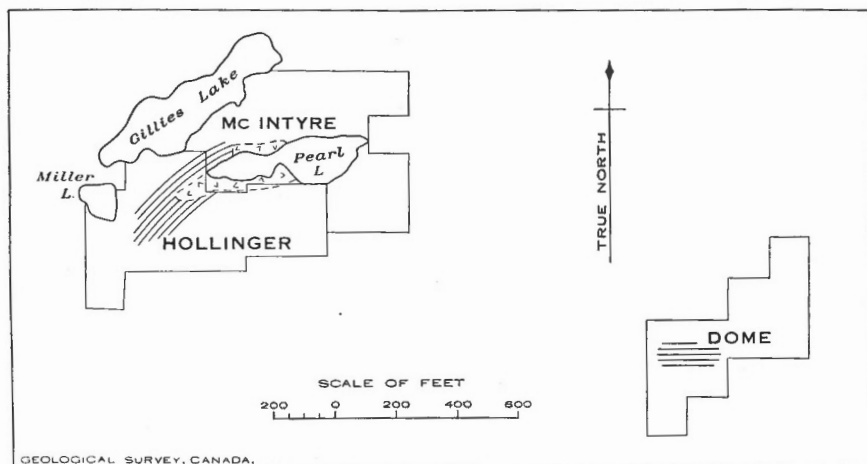 Gillies Lake
Mc INTYRE
Pearl
L
Miller
L.
HOLLINGER
TRUE NORTH
DOME
SCALE OF FEET
200 0 200 400 600
GEOLOGICAL SURVEY, CANADA.